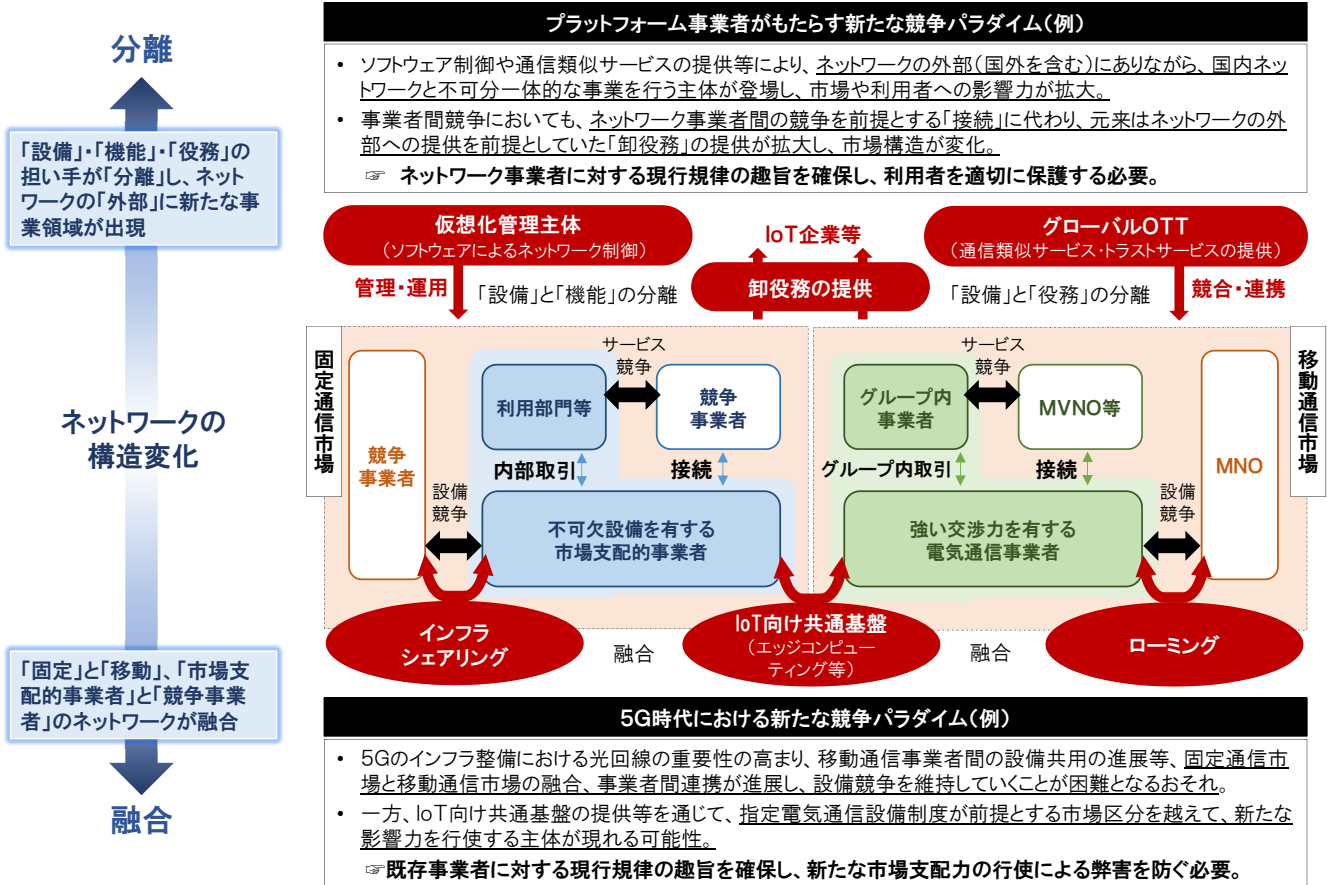 分離
「設備」・「機能」・「役務」の
担い手が「分離」し、ネット
ワークの「外部」に新たな事
業領域が出現
ネットワークの
構造変化
「固定」と「移動」、「市場支
配的事業者」と「競争事業
者」のネットワークが融合
融合
プラットフォーム事業者がもたらす新たな競争パラダイム(例)
• ソフトウェア制御や通信類似サービスの提供等により、ネットワークの外部(国外を含む)にありながら、国内ネッ
トワークと不可分一体的な事業を行う主体が登場し、市場や利用者への影響力が拡大。
• 事業者間競争においても、ネットワーク事業者間の競争を前提とする「接続」に代わり、元来はネットワークの外
部への提供を前提としていた「卸役務」の提供が拡大し、市場構造が変化。
☞ ネットワーク事業者に対する現行規律の趣旨を確保し、利用者を適切に保護する必要。
仮想化管理主体
(ソフトウェアによるネットワーク制御)
IoT企業等
グローバルOTT
(通信類似サービス・トラストサービスの提供)
管理・運用
「設備」と「機能」の分離
卸役務の提供
「設備」と「役務」の分離
競合・連携
固定通信市場
サービス
競争
サービス
競争
移動通信市場
利用部門等
競争
事業者
グループ内
事業者
MVNO等
競争
事業者
内部取引
接続
グループ内取引
接続
MNO
設備
競争
設備
競争
不可欠設備を有する
市場支配的事業者
強い交渉力を有する
電気通信事業者
インフラ
シェアリング
融合
IoT向け共通基盤
(エッジコンピュー
ティング等)
融合
ローミング
5G時代における新たな競争パラダイム(例)
• 5Gのインフラ整備における光回線の重要性の高まり、移動通信事業者間の設備共用の進展等、固定通信市
場と移動通信市場の融合、事業者間連携が進展し、設備競争を維持していくことが困難となるおそれ。
• 一方、IoT向け共通基盤の提供等を通じて、指定電気通信設備制度が前提とする市場区分を越えて、新たな
影響力を行使する主体が現れる可能性。
☞既存事業者に対する現行規律の趣旨を確保し、新たな市場支配力の行使による弊害を防ぐ必要。